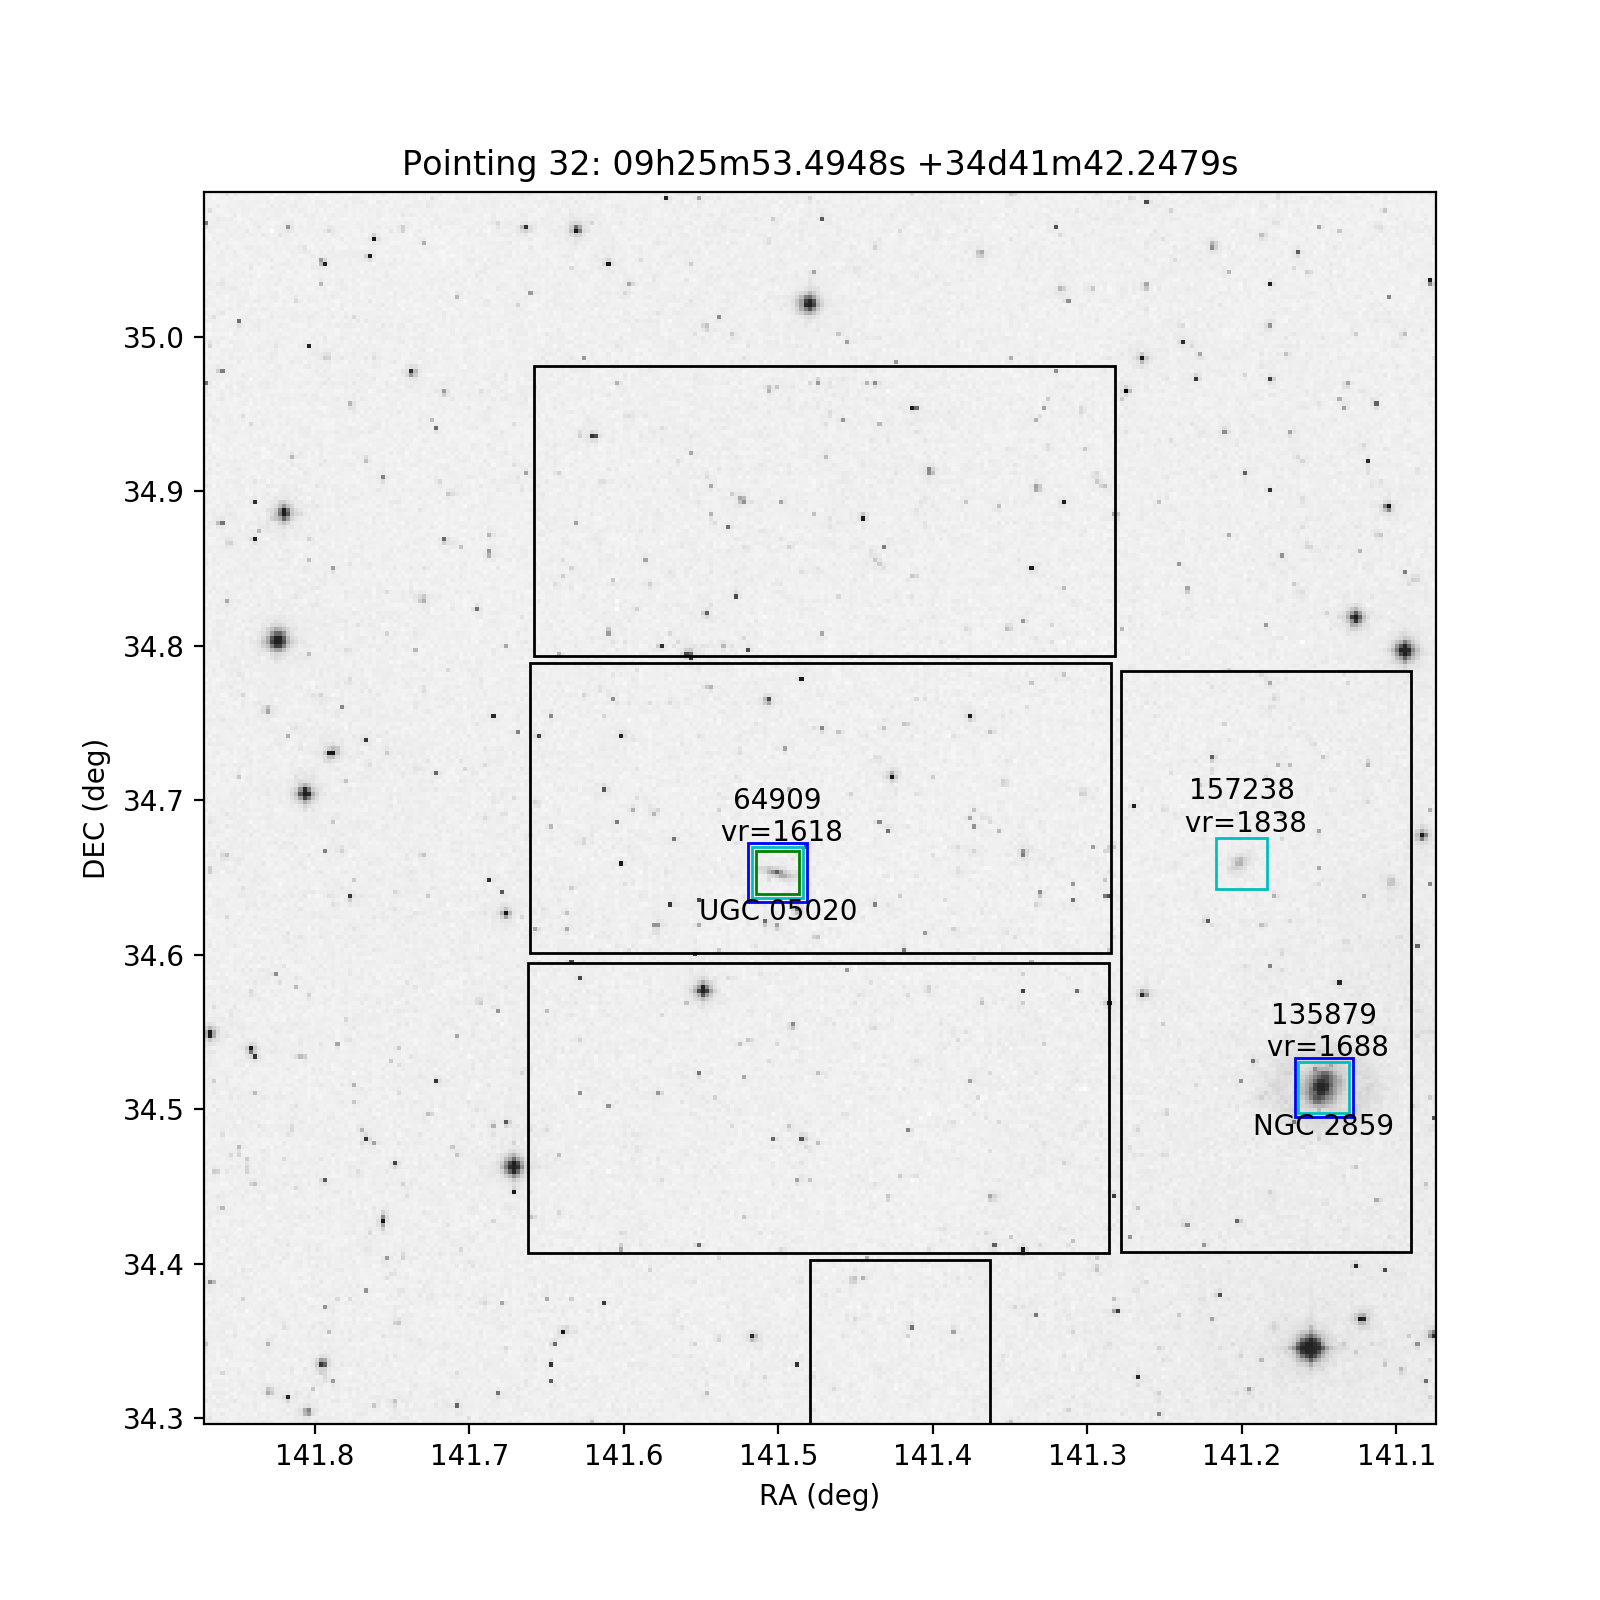 Pointing 32: 09h25m53.4948s +34d41m42.2479s
35.0
34.9
34.8
34.7
34.6
34.5
34.4
34.3
DEC (deg)
64909
vr=1618
UGC 05020
157238
vr=1838
135879
vr=1688
NGC 2859
141.8 141.7 141.6 141.5 141.4 141.3 141.2 141.1
RA (deg)